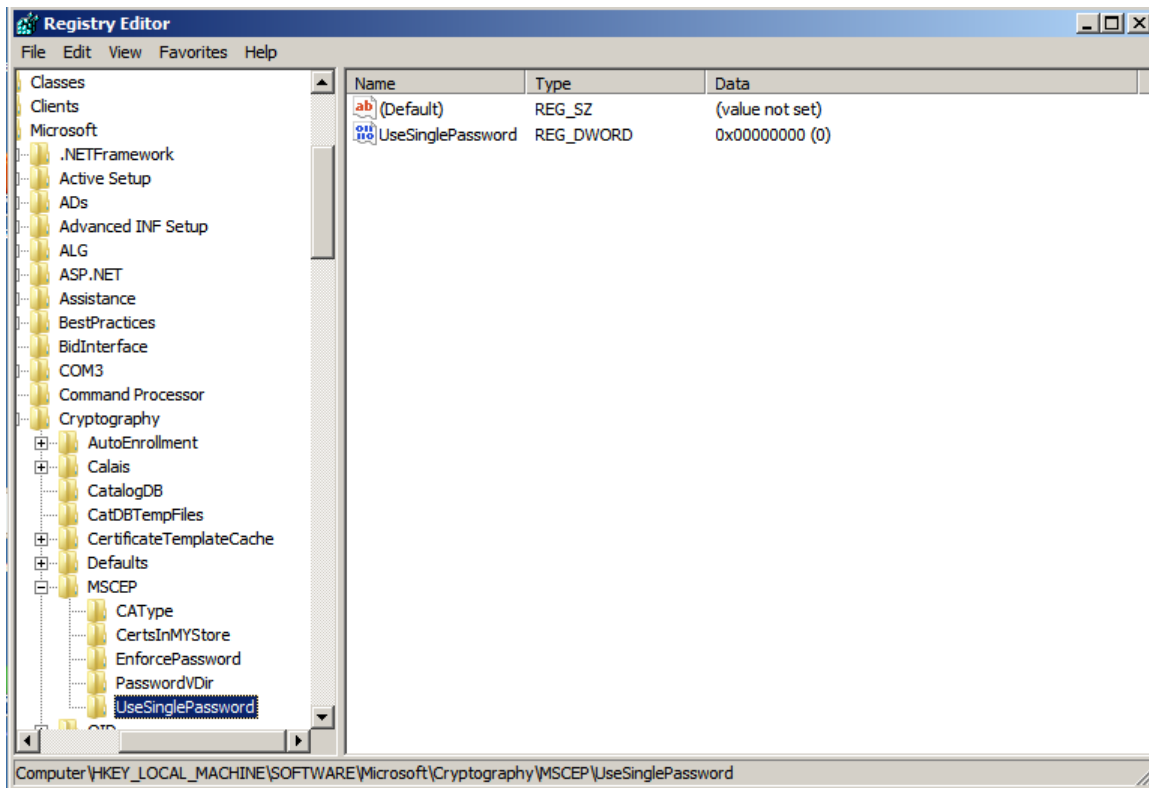 Registry Editor
File Edit View Favorites Help
Classes
Clients
Microsoft
.NETFramework
Active Setup
ADs
Advanced INF Setup
ALG
ASP.NET
Assistance
BestPractices
BidInterface
COM3
Command Processor
Cryptography
AutoEnrollment
Calais
CatalogDB
CatDBTempFiles
CertificateTemplateCache
Defaults
MSCEP
CAType
CertsInMYStore
EnforcePassword
PasswordVDir
UseSinglePassword
OID
Name Type Data
(Default) REG_SZ (value not set)
UseSinglePassword REG_DWORD 0x00000000 (0)
Computer\HKEY_LOCAL_MACHINE\SOFTWARE\Microsoft\Cryptography\MSCEP\UseSinglePassword